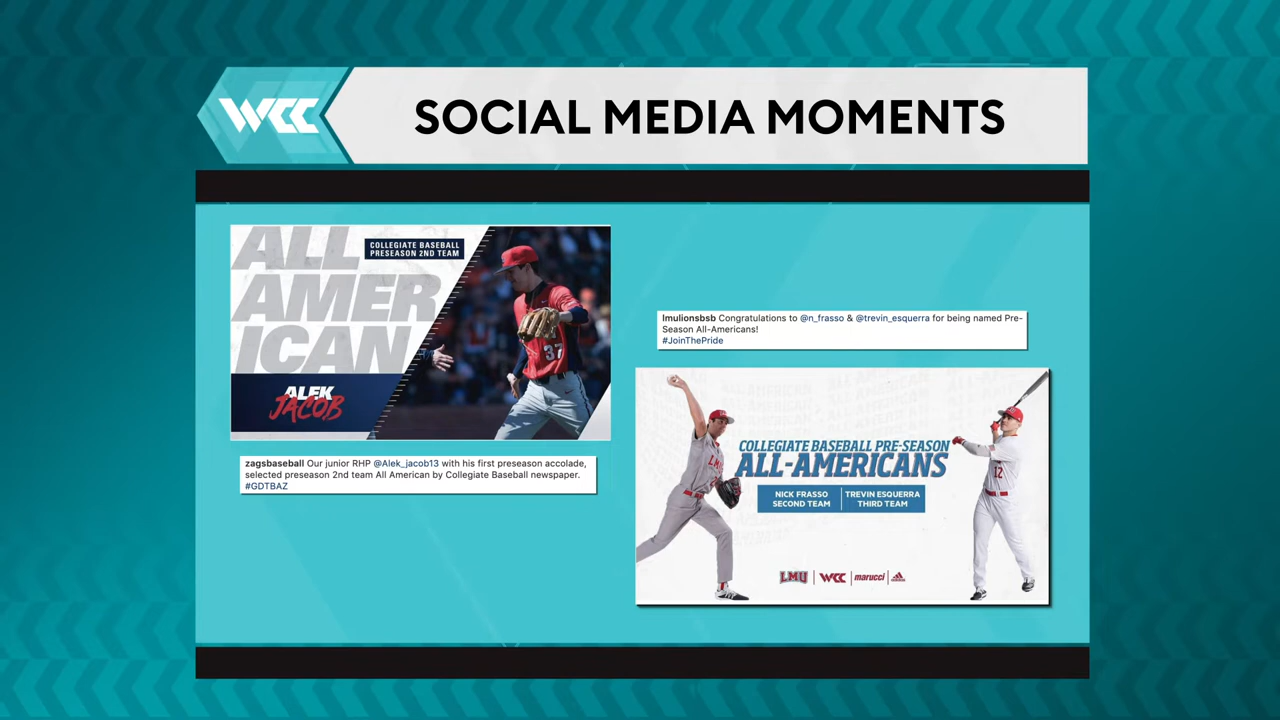 WCC
SOCIAL MEDIA MOMENTS
ALL
AMER
ICAN
COLLEGIATE BASEBALL
PRESEASON 2ND TEAM
37
ALEK
JACOB
zagsbaseball Our junior RHP @Alek_jacob13 with his first preseason accolade,
selected preseason 2nd team All American by Collegiate Baseball newspaper.
#GDTBAZ
lmulionsbsb Congratulations to @n_frasso & @trevin_esquerra for being named Pre-
Season All-Americans!
#JoinThePride
COLLEGIATE BASEBALL PRE-SEASON
ALL-AMERICANS
NICK FRASSO
SECOND TEAM
TREVIN ESQUERRA
THIRD TEAM
12
LMU
WCC
marucci